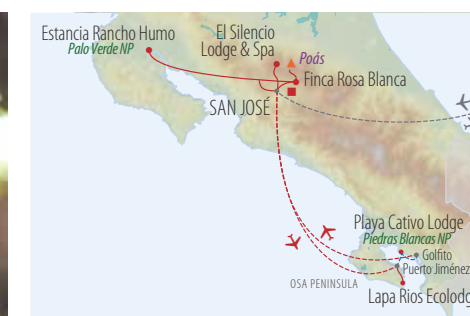 Estancia Rancho Humo
Palo Verde NP
El Silencio
Lodge & Spa
Poás
Finca Rosa Blanca
SAN JOSÉ
Playa Cativo Lodge
Piedras Blancas NP
Golfito
Puerto Jiménez
OSA PENINSULA
Lapa Rios Ecolodg